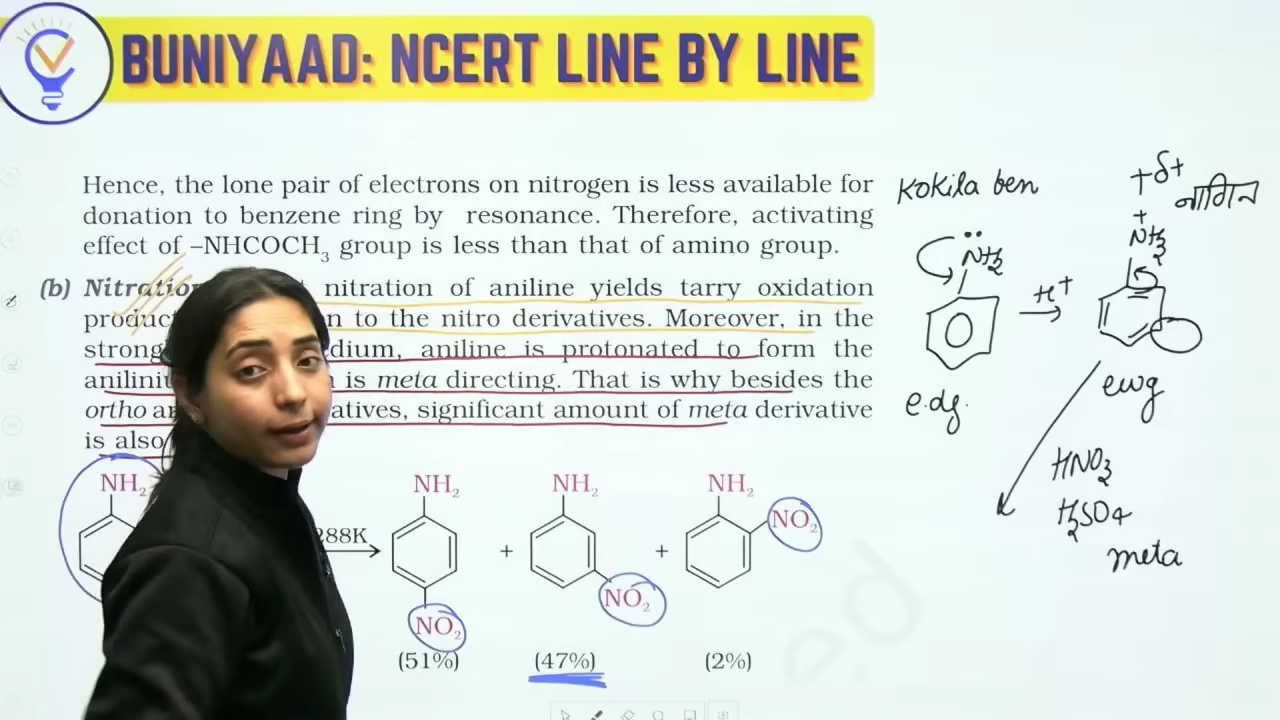 BUNIYAAD: NCERT LINE BY LINE
Hence, the lone pair of electrons on nitrogen is less available for
donation to benzene ring by resonance. Therefore, activating
effect of –NHCOCH₃ group is less than that of amino group.
(b) Nitration nitration of aniline yields tarry oxidation
product to the nitro derivatives. Moreover, in the
strong aniline is protonated to form the
is meta directing. That is why besides the
ortho significant amount of meta derivative
is also
NH₂
288K
NH₂
NO₂
(51%)
+
NH₂
NO₂
(47%)
+
NH₂
NO₂
(2%)
Kokila ben
N̈H₂
e.dg.
+H⁺
+δ+
नागिन
+
NH₃
ewg
HNO₃
H₂SO₄
meta